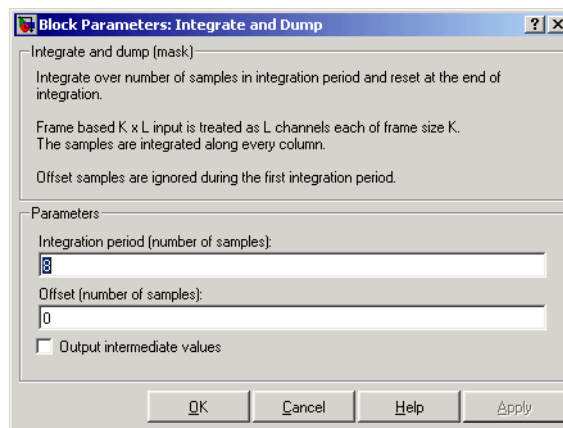 Block Parameters: Integrate and Dump
Integrate and dump (mask)
Integrate over number of samples in integration period and reset at the end of
integration.
Frame based K x L input is treated as L channels each of frame size K.
The samples are integrated along every column.
Offset samples are ignored during the first integration period.
Parameters
Integration period (number of samples):
8
Offset (number of samples):
0
Output intermediate values
OK Cancel Help Apply